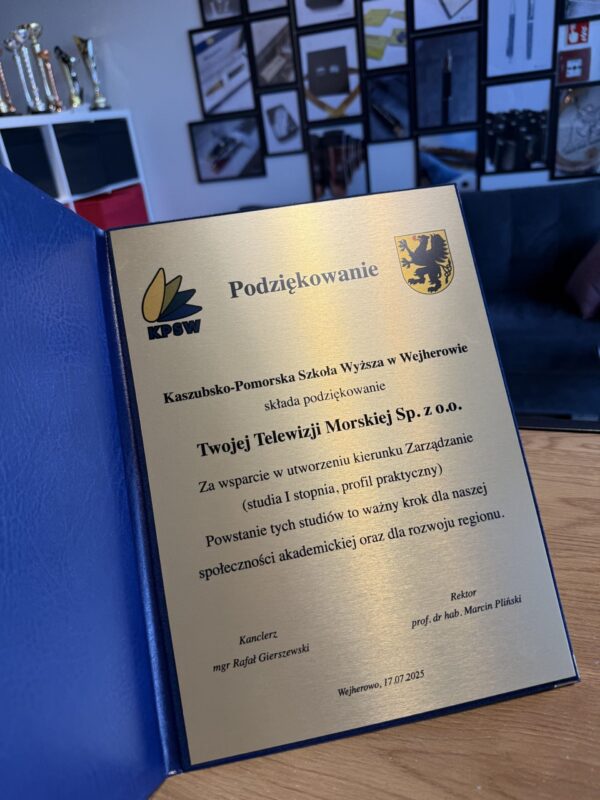 Podziękowanie
KPSW
Kaszubsko-Pomorska Szkoła Wyższa w Wejherowie
składa podziękowanie
Twojej Telewizji Morskiej Sp. z o.o.
Za wsparcie w utworzeniu kierunku Zarządzanie
(studia I stopnia, profil praktyczny)
Powstanie tych studiów to ważny krok dla naszej
społeczności akademickiej oraz dla rozwoju regionu.
Kanclerz
mgr Rafał Gierszewski
Rektor
prof. dr hab. Marcin Pliński
Wejherowo, 17.07.2025